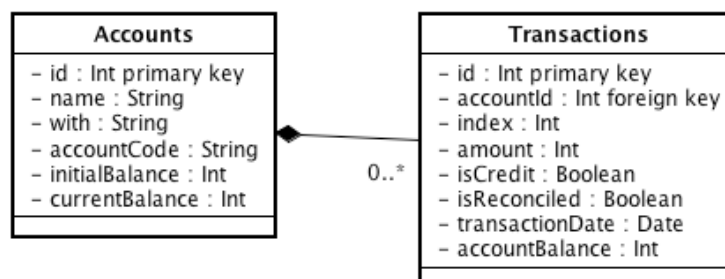 Accounts
- id : Int primary key
- name : String
- with : String
- accountCode : String
- initialBalance : Int
- currentBalance : Int
0..*
Transactions
- id : Int primary key
- accountId : Int foreign key
- index : Int
- amount : Int
- isCredit : Boolean
- isReconciled : Boolean
- transactionDate : Date
- accountBalance : Int